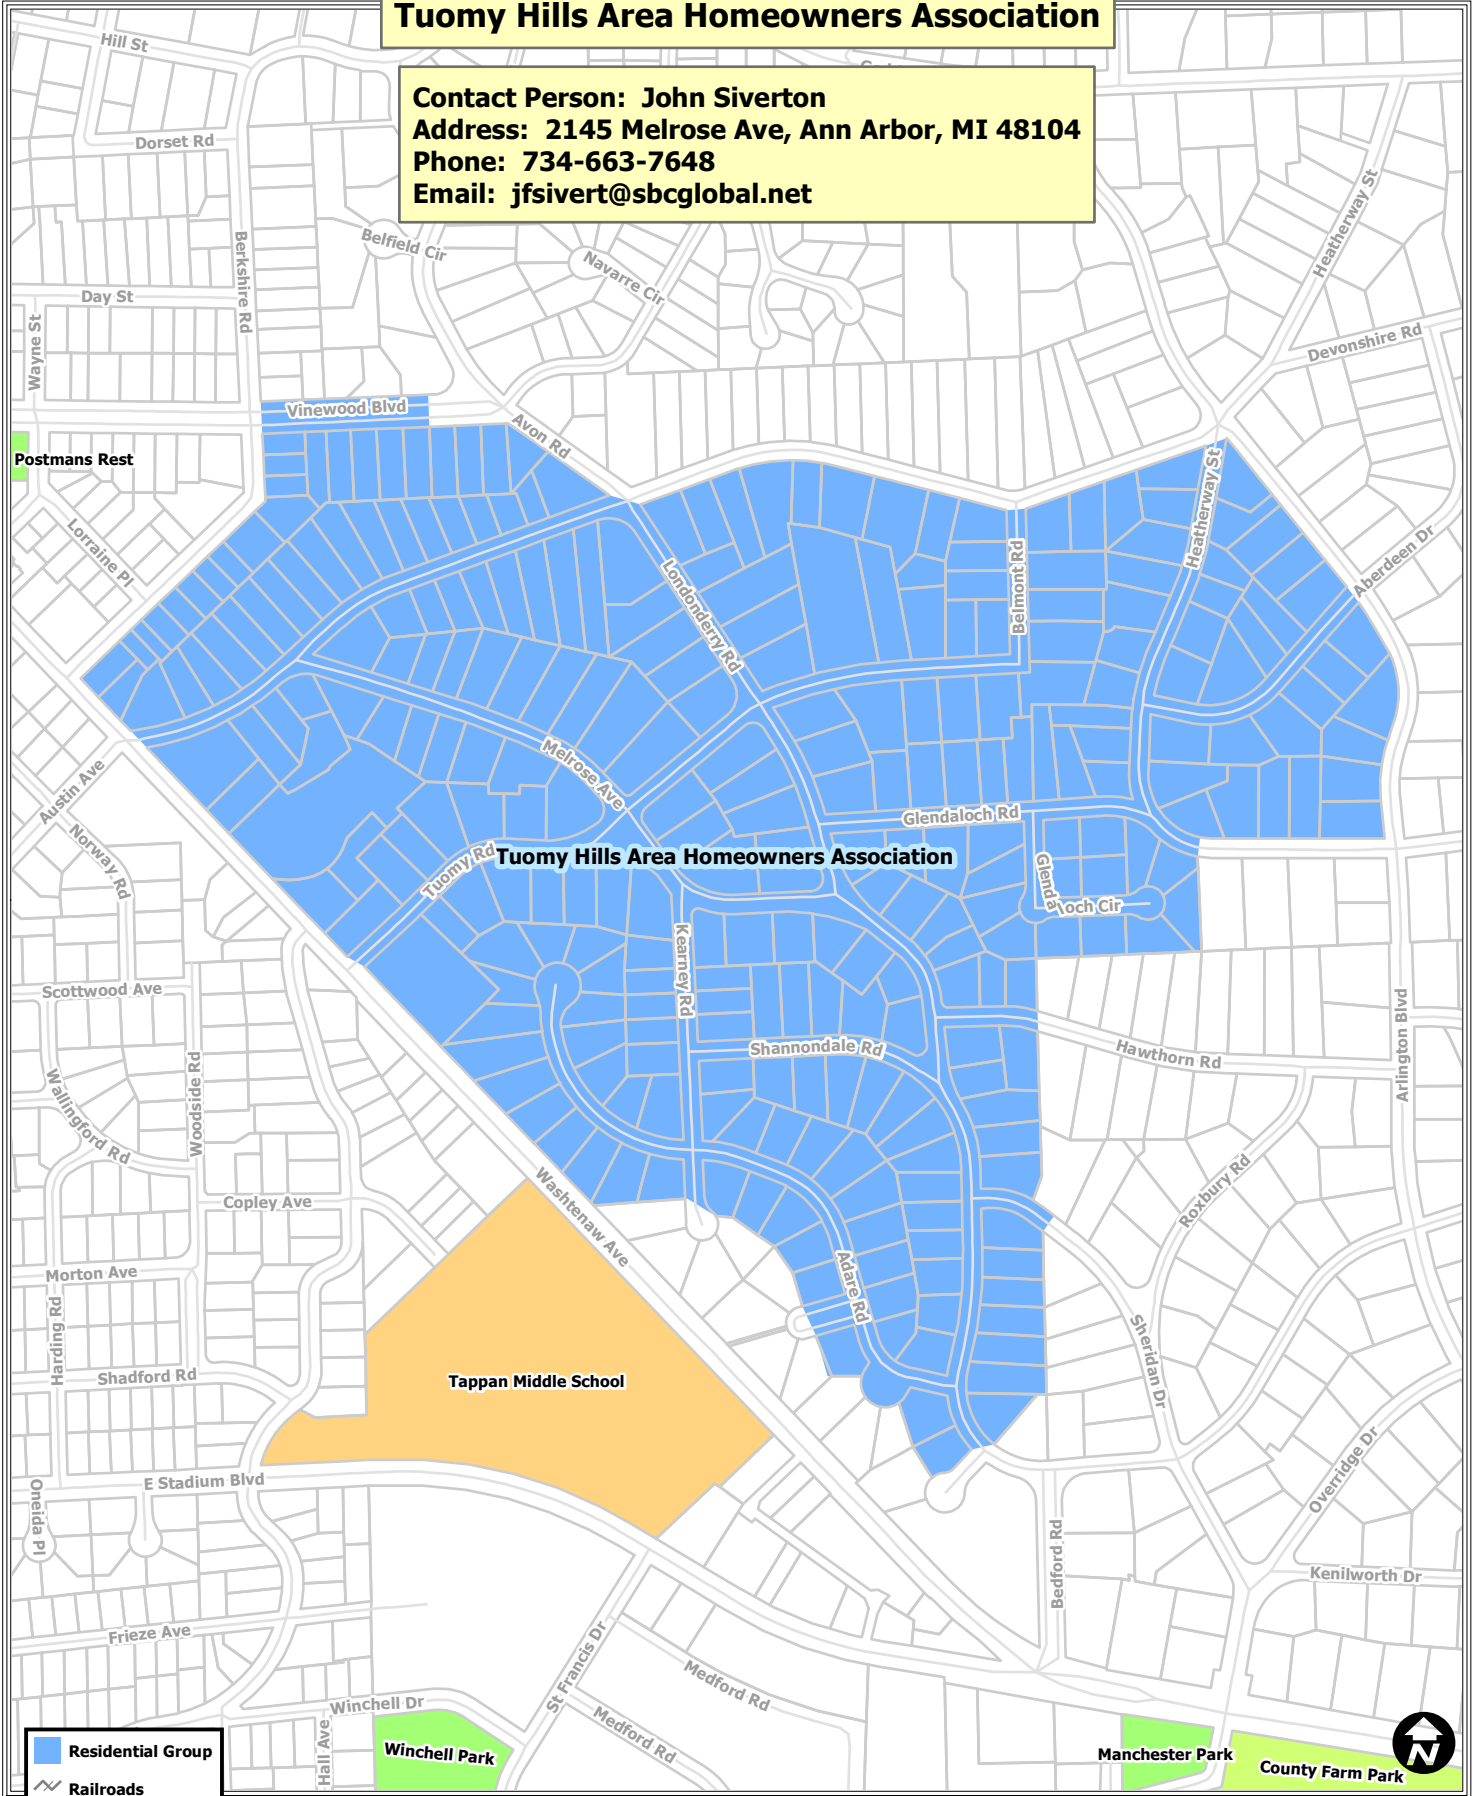 Tuomy Hills Area Homeowners Association
Contact Person: John Siverton
Address: 2145 Melrose Ave, Ann Arbor, MI 48104
Phone: 734-663-7648
Email: jfsivert@sbcglobal.net
Hill St
Dorset Rd
Berkshire Rd
Belfield Cir
Navarre Cir
Heatherway St
Day St
Wayne St
Devonshire Rd
Vinewood Blvd
Avon Rd
Postmans Rest
Heatherway St
Lorraine Pl
Londonderry Rd
Belmont Rd
Aberdeen Dr
Melrose Ave
Austin Ave
Glendaloch Rd
Norway Rd
Tuomy Rd
Tuomy Hills Area Homeowners Association
Glendaloch Cir
Kearney Rd
Scottwood Ave
Shannondale Rd
Hawthorn Rd
Arlington Blvd
Wallingford Rd
Woodside Rd
Copley Ave
Washtenaw Ave
Roxbury Rd
Morton Ave
Adare Rd
Harding Rd
Shadford Rd
Tappan Middle School
Sheridan Dr
E Stadium Blvd
Overridge Dr
Oneida Pl
Bedford Rd
Kenilworth Dr
Frieze Ave
St Francis Dr
Medford Rd
Winchell Dr
Medford Rd
Hall Ave
Winchell Park
Manchester Park
County Farm Park
N
Residential Group
Railroads